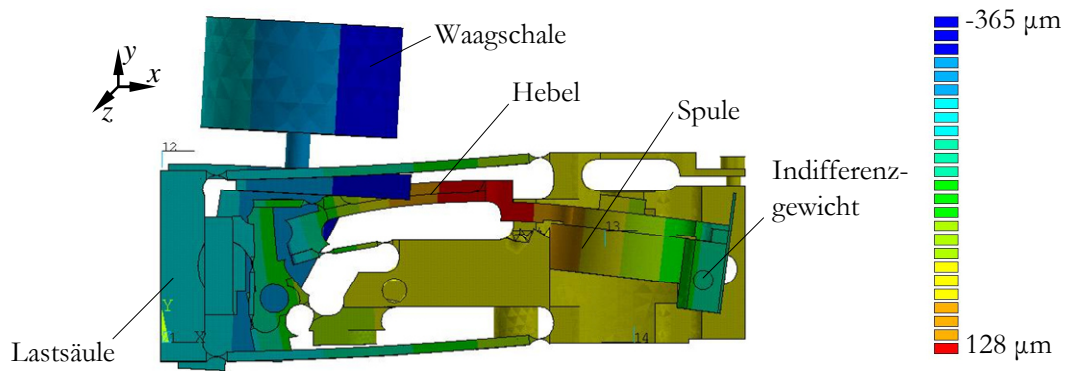 -365 µm
Waagschale
y
x
z
Hebel
Spule
12
Indifferenz-
gewicht
13
Y
X
14
Lastsäule
128 µm